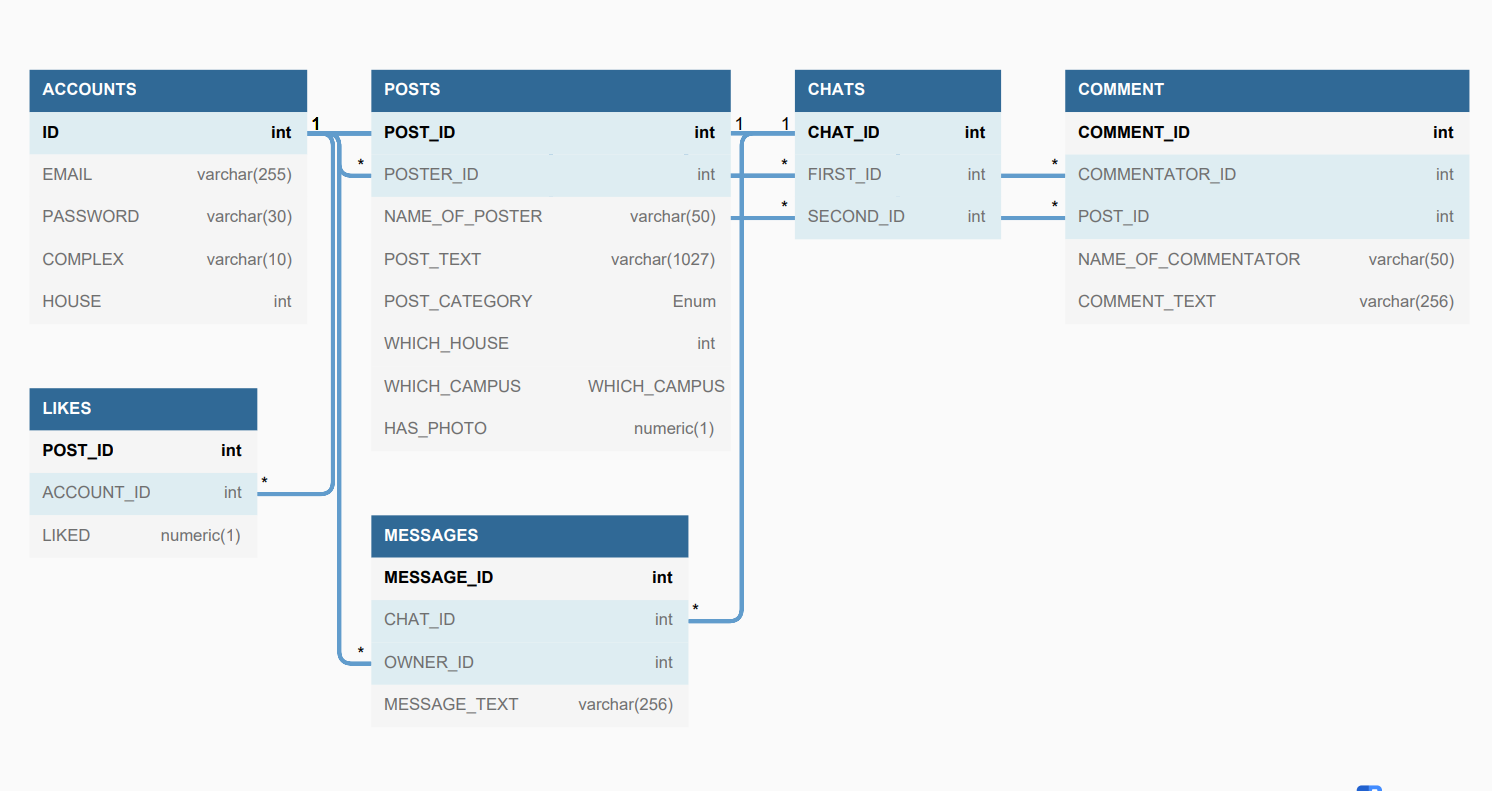 ACCOUNTS
ID int
EMAIL varchar(255)
PASSWORD varchar(30)
COMPLEX varchar(10)
HOUSE int
1
POSTS
POST_ID int
* POSTER_ID int
NAME_OF_POSTER varchar(50)
POST_TEXT varchar(1027)
POST_CATEGORY Enum
WHICH_HOUSE int
WHICH_CAMPUS WHICH_CAMPUS
HAS_PHOTO numeric(1)
1 1
CHATS
CHAT_ID int
* FIRST_ID int
* SECOND_ID int
COMMENT
COMMENT_ID int
* COMMENTATOR_ID int
* POST_ID int
NAME_OF_COMMENTATOR varchar(50)
COMMENT_TEXT varchar(256)
LIKES
POST_ID int
ACCOUNT_ID int *
LIKED numeric(1)
MESSAGES
MESSAGE_ID int
CHAT_ID int *
* OWNER_ID int
MESSAGE_TEXT varchar(256)